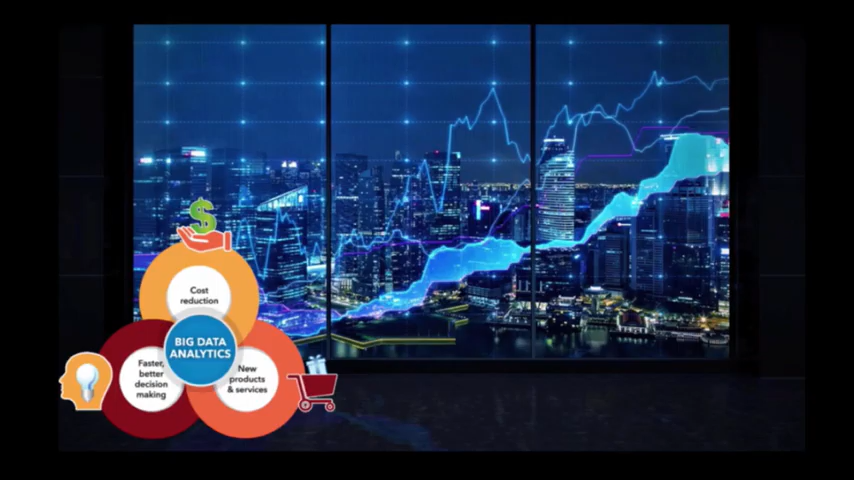 Cost
reduction
BIG DATA
ANALYTICS
Faster,
better
decision
making
New
products
& services